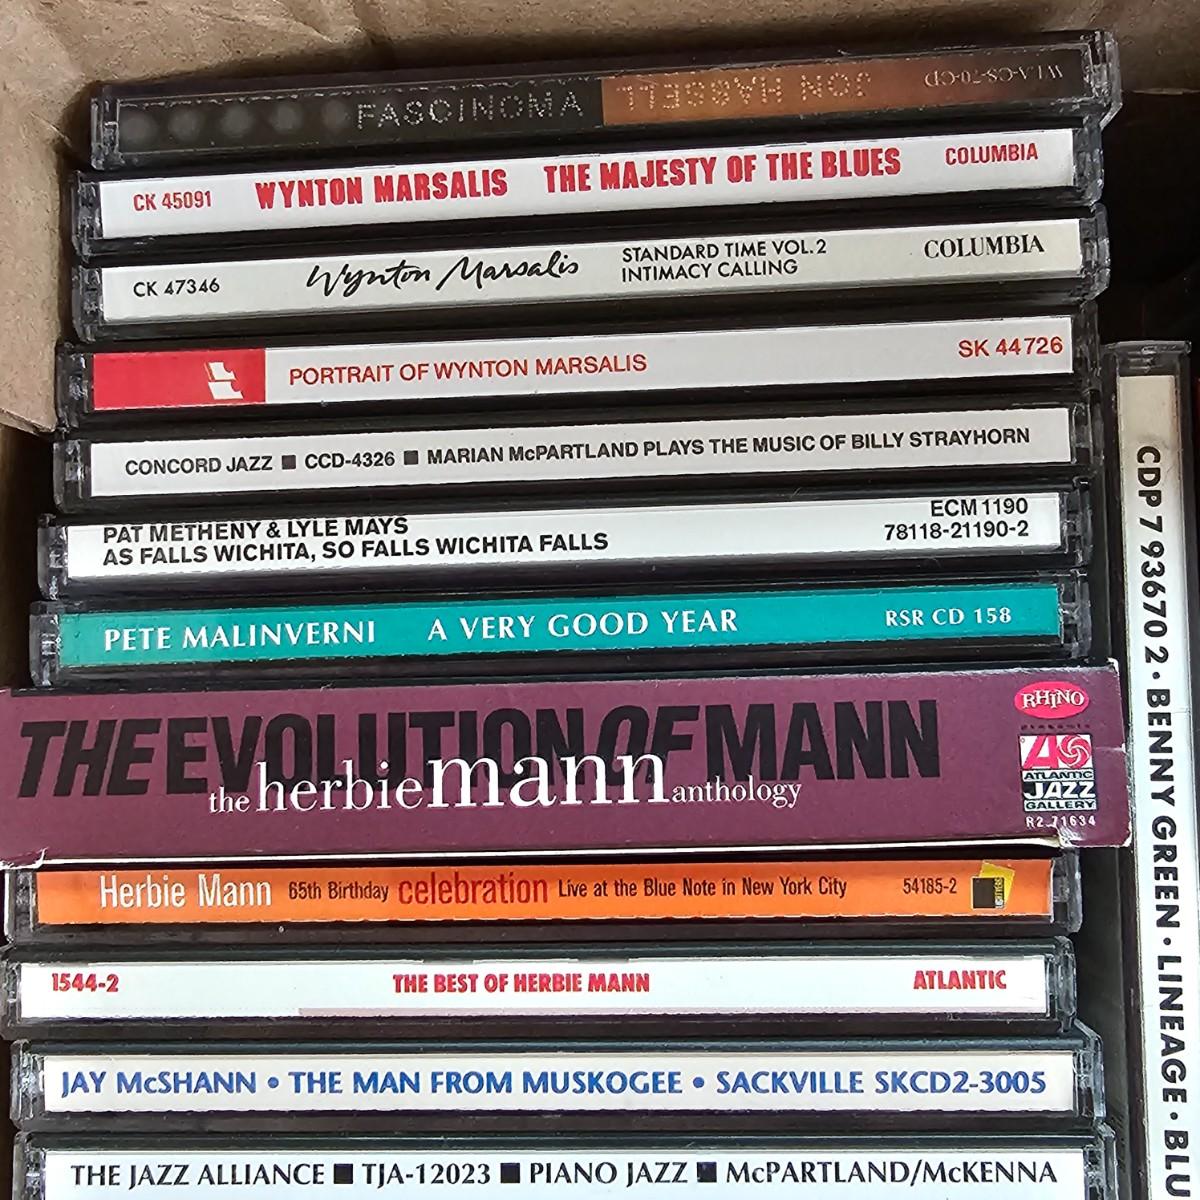 FASCINOMA JON HASSELL WLA-CS-70-CD
CK 45091 WYNTON MARSALIS THE MAJESTY OF THE BLUES COLUMBIA
CK 47346 Wynton Marsalis STANDARD TIME VOL.2 COLUMBIA
INTIMACY CALLING
PORTRAIT OF WYNTON MARSALIS SK 44726
CONCORD JAZZ ■ CCD-4326 ■ MARIAN McPARTLAND PLAYS THE MUSIC OF BILLY STRAYHORN
PAT METHENY & LYLE MAYS ECM 1190
AS FALLS WICHITA, SO FALLS WICHITA FALLS 78118-21190-2
PETE MALINVERNI A VERY GOOD YEAR RSR CD 158
THE EVOLUTION OF MANN
the herbie mann anthology
RHINO
presents
ATLANTIC
JAZZ
GALLERY
R2 71634
Herbie Mann 65th Birthday celebration Live at the Blue Note in New York City 54185-2
1544-2 THE BEST OF HERBIE MANN ATLANTIC
JAY McSHANN • THE MAN FROM MUSKOGEE • SACKVILLE SKCD2-3005
THE JAZZ ALLIANCE ■ TJA-12023 ■ PIANO JAZZ ■ McPARTLAND/McKENNA
CDP 7 93670 2 • BENNY GREEN • LINEAGE • BLU